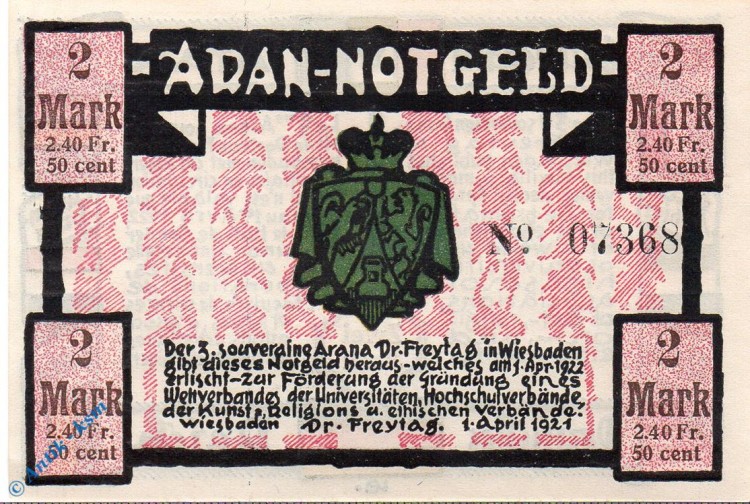 2 Mark 2.40 Fr. 50 cent
ARAN-NOTGELD
2 Mark 2.40 Fr. 50 cent
No 07368
Der 3. souveraine Arana Dr. Freytag in Wiesbaden
gibt dieses Notgeld heraus-welches am 1. Apr. 1922
erlischt-zur Förderung der Gründung eines
Weltverbandes der Universitäten, Hochschulverbände,
der Kunst, Religions u. ethischen Verbände.
Wiesbaden Dr. Freytag. 1. April 1921
2 Mark 2.40 Fr. 50 cent
2 Mark 2.40 Fr. 50 cent
© Antik Asm